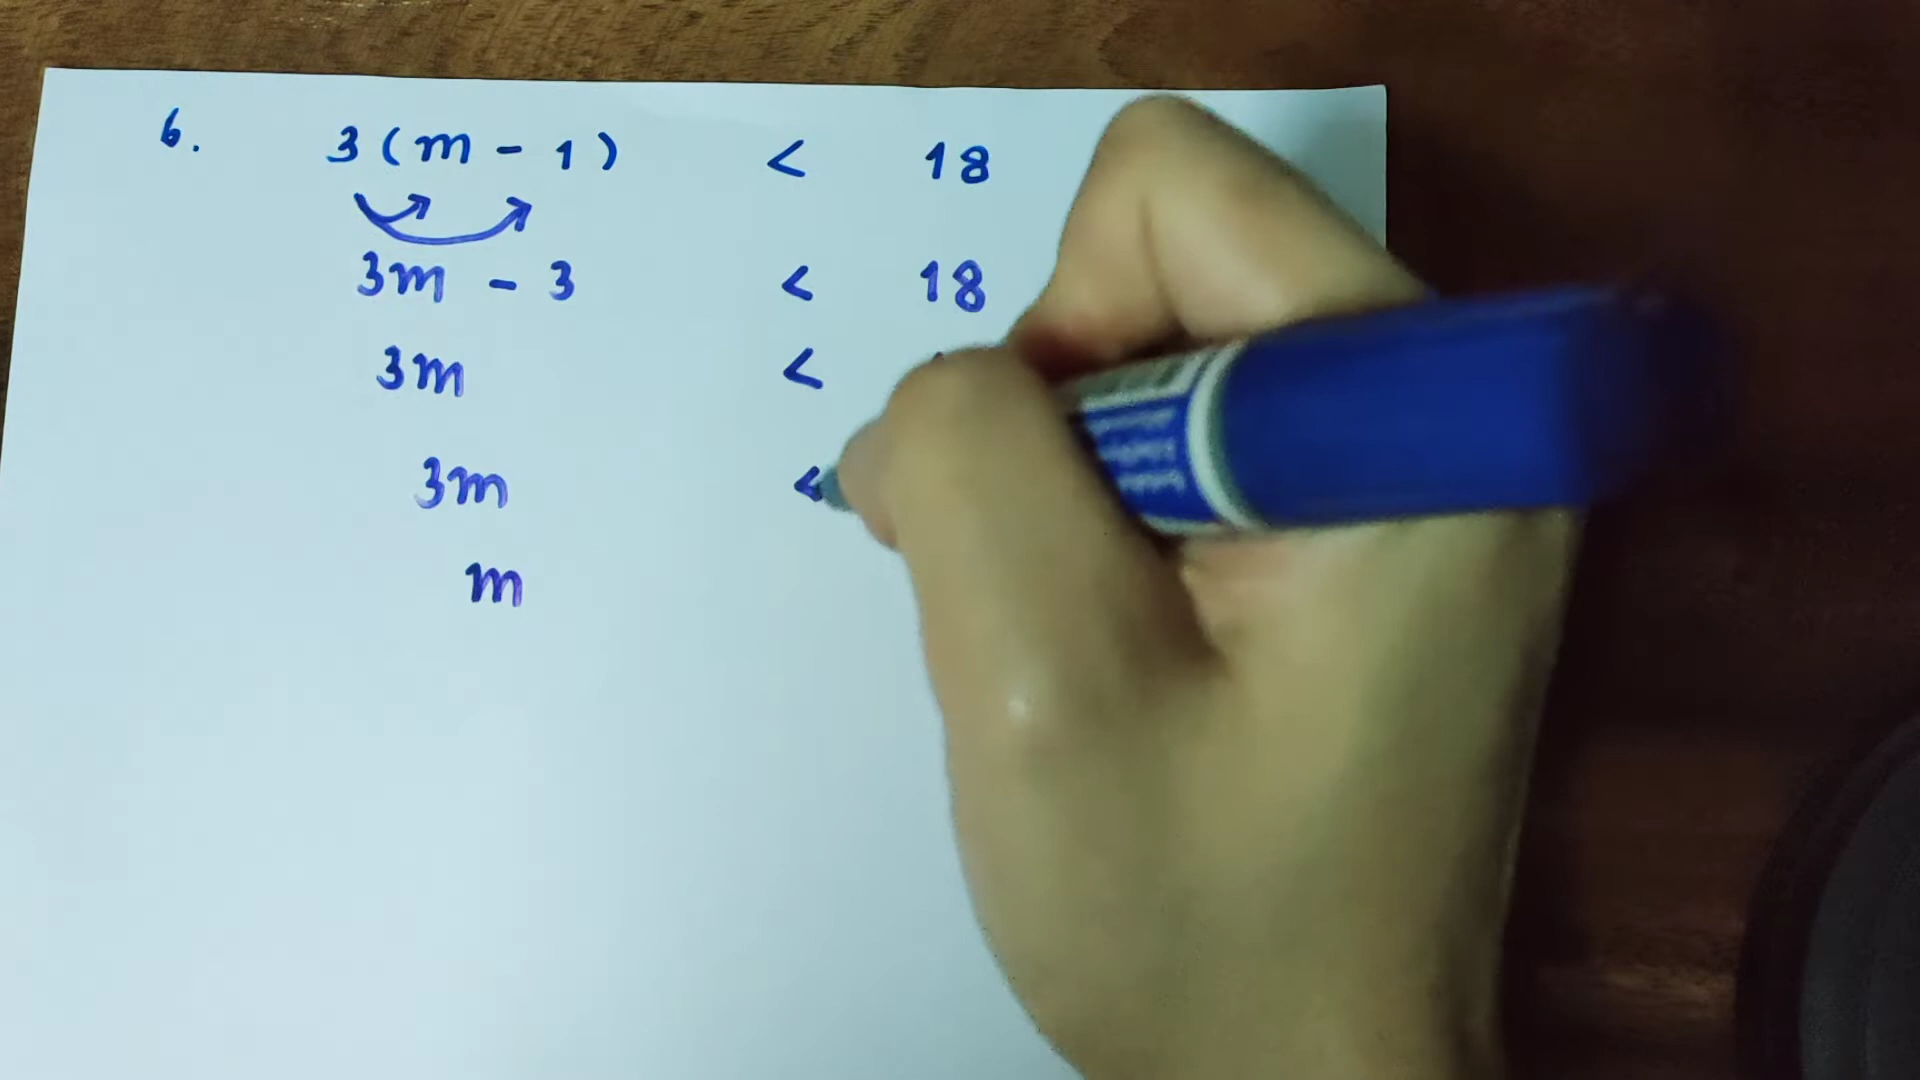 6. 3(m - 1) < 18
3m - 3 < 18
3m <
3m <
m